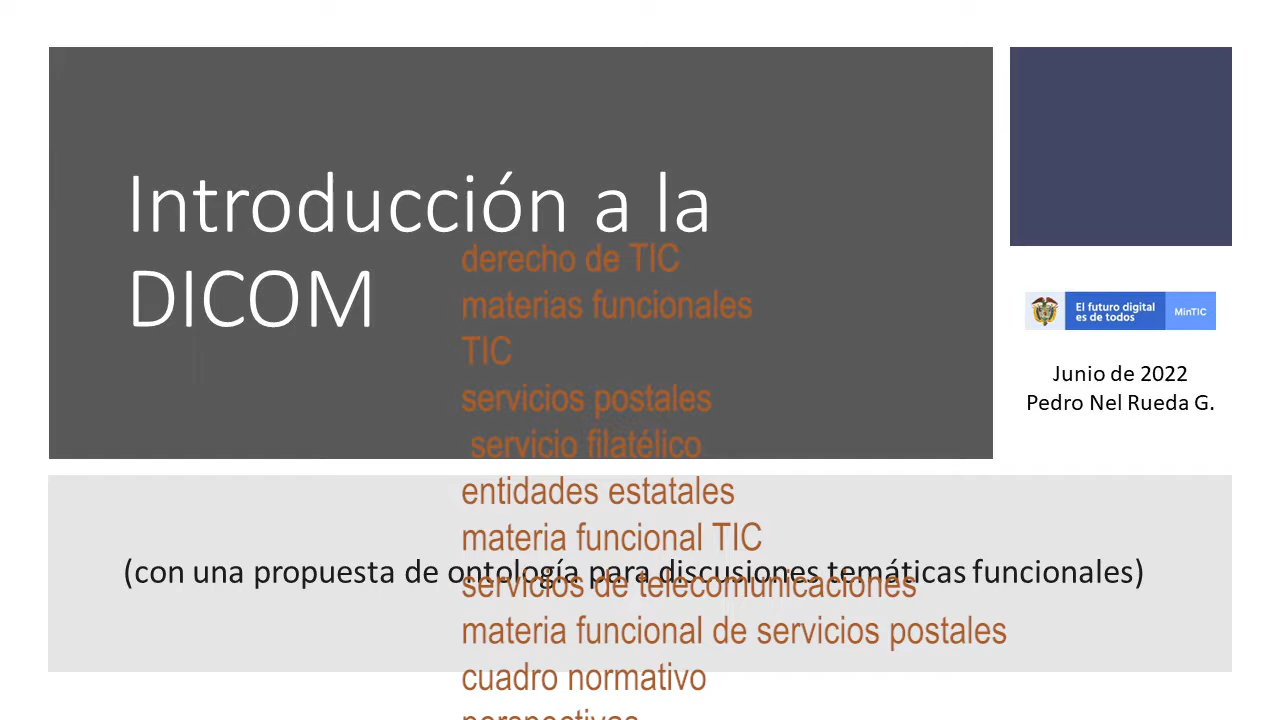 Introducción a la
DICOM
derecho de TIC
materias funcionales
TIC
servicios postales
servicio filatélico
entidades estatales
materia funcional TIC
servicios de telecomunicaciones
materia funcional de servicios postales
cuadro normativo
perspectivas
(con una propuesta de ontología para discusiones temáticas funcionales)
El futuro digital
es de todos
MinTIC
Junio de 2022
Pedro Nel Rueda G.